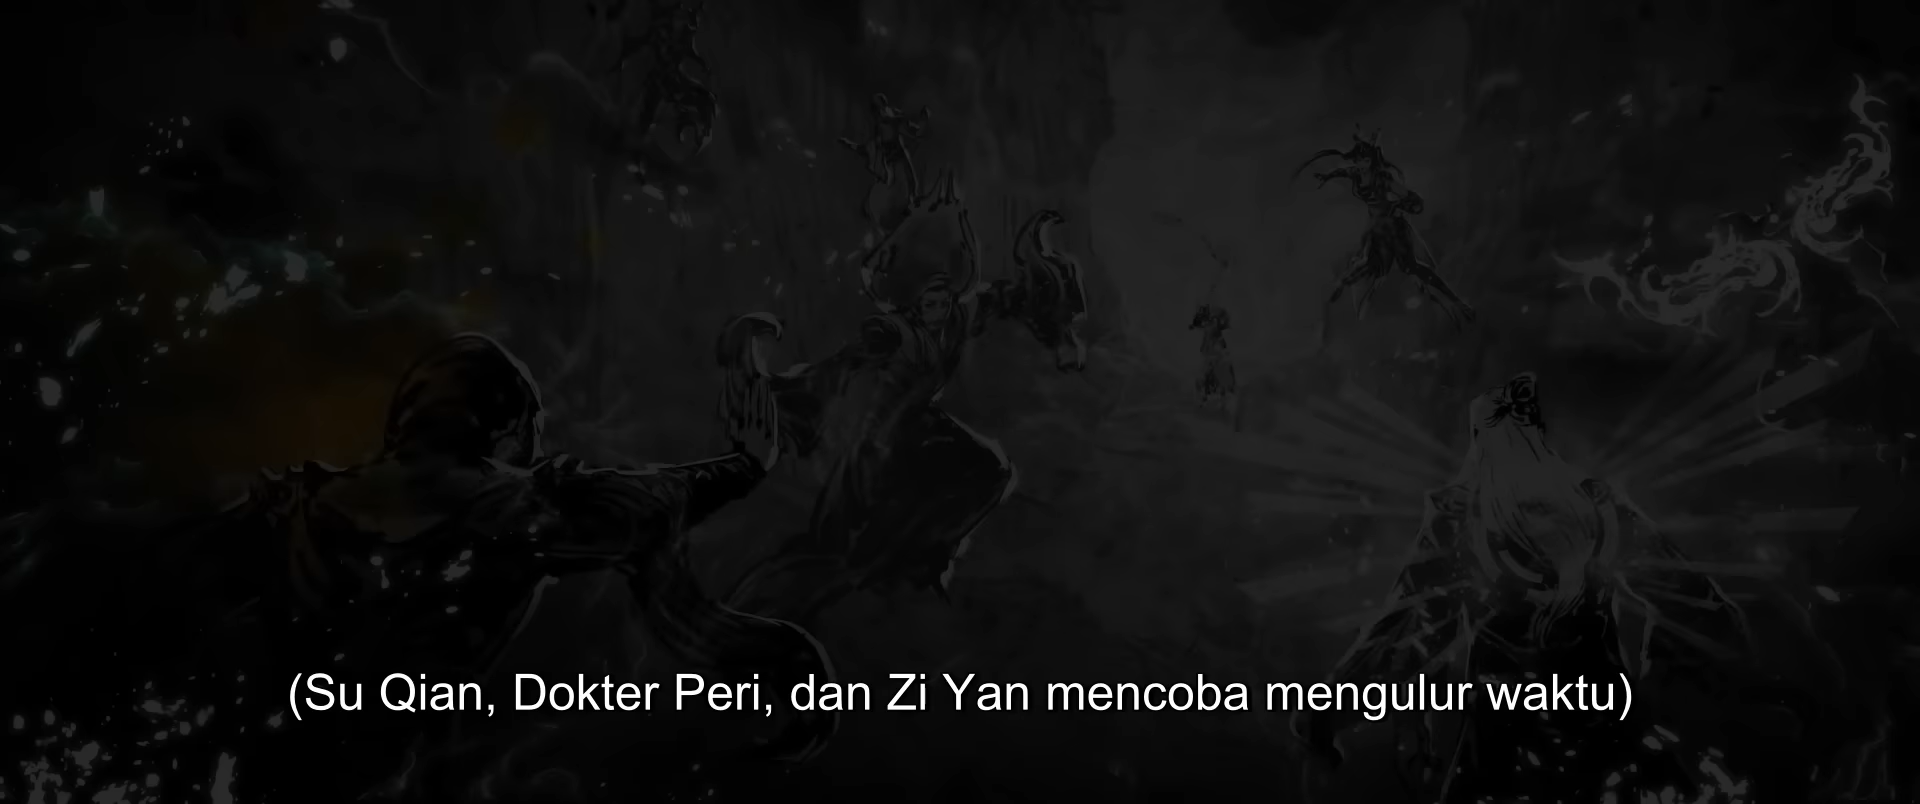 (Su Qian, Dokter Peri, dan Zi Yan mencoba mengulur waktu)